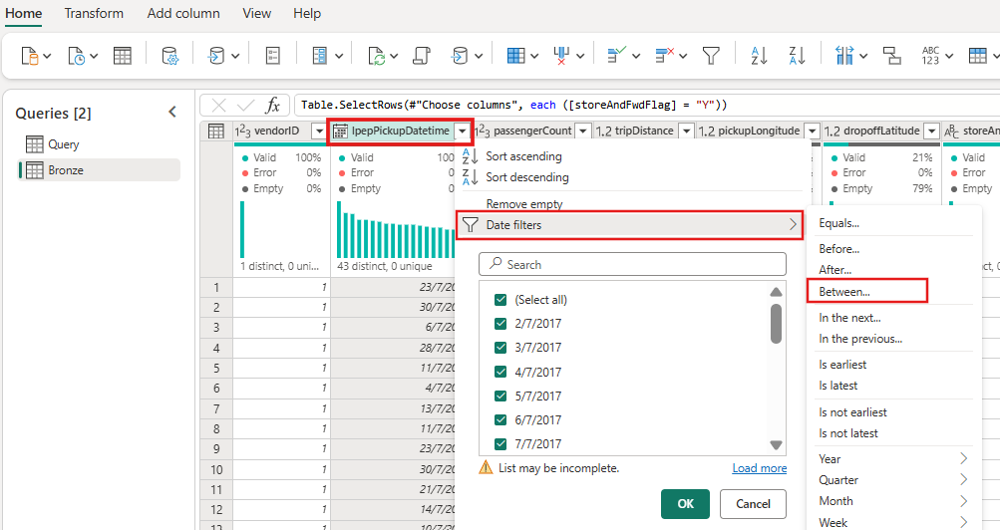 Home Transform Add column View Help
ABC
123
Queries [2]
Query
Bronze
fx Table.SelectRows(#"Choose columns", each ([storeAndFwdFlag] = "Y"))
1²3 vendorID lpepPickupDatetime 1²3 passengerCount 1.2 tripDistance 1.2 pickupLongitude 1.2 dropoffLatitude ABC storeAn
Valid 100% Valid 100 Valid 21% Valid
Error 0% Error 0 Error 0% Error
Empty 0% Empty 0 Empty 79% Empty
1 distinct, 0 uni... 43 distinct, 0 unique
Sort ascending
Sort descending
Remove empty
Date filters
Search
(Select all)
2/7/2017
3/7/2017
4/7/2017
5/7/2017
6/7/2017
7/7/2017
List may be incomplete. Load more
OK Cancel
Equals...
Before...
After...
Between...
In the next...
In the previous...
Is earliest
Is latest
Is not earliest
Is not latest
Year
Quarter
Month
Week
1 1 23/7/20
2 1 30/7/20
3 1 6/7/20
4 1 28/7/20
5 1 11/7/20
6 1 4/7/20
7 1 13/7/20
8 1 11/7/20
9 1 23/7/20
10 1 30/7/20
11 1 21/7/20
12 1 14/7/20
1 10/7/20